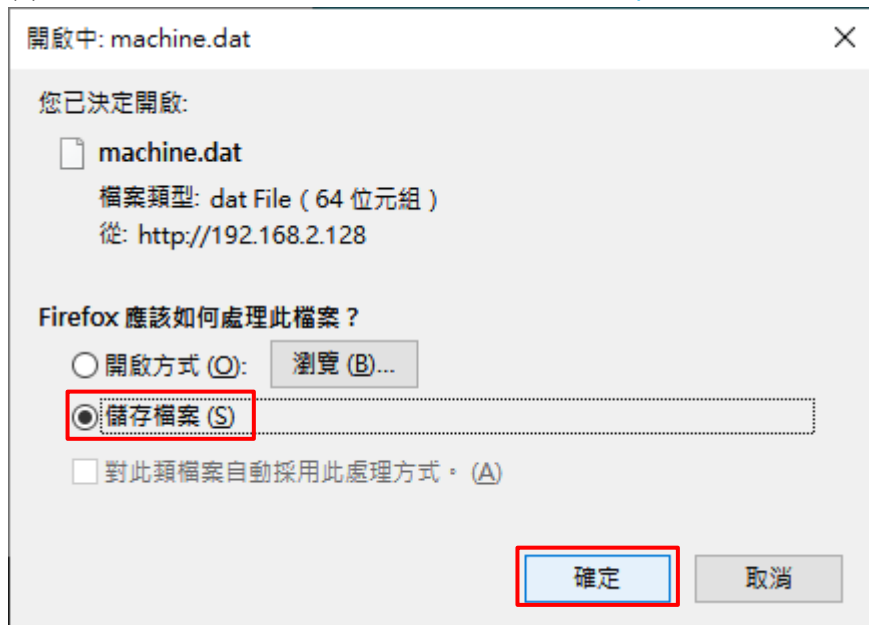 開啟中: machine.dat
您已決定開啟:
machine.dat
檔案類型: dat File ( 64 位元組 )
從: http://192.168.2.128
Firefox 應該如何處理此檔案？
開啟方式 (O): 瀏覽 (B)...
儲存檔案 (S)
對此類檔案自動採用此處理方式。 (A)
確定 取消